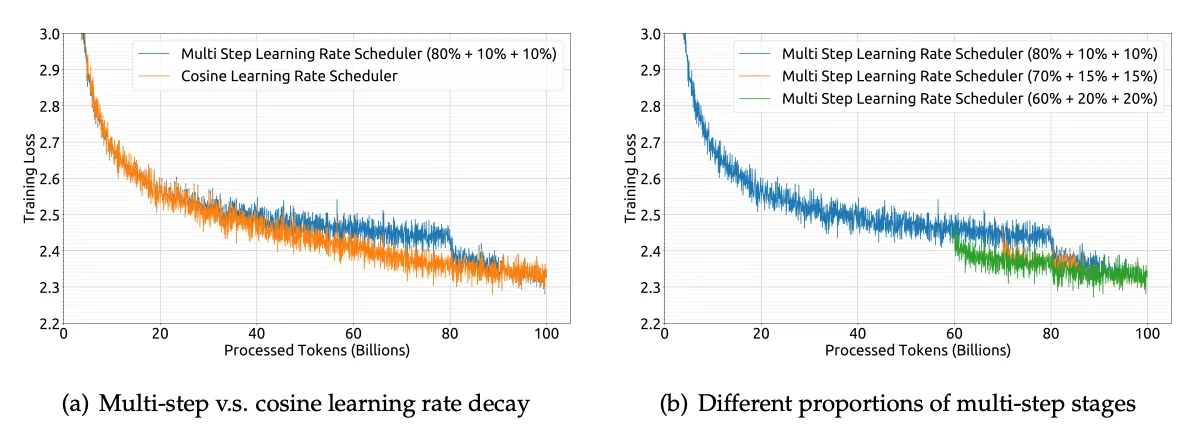 3.0
2.9
2.8
2.7
2.6
2.5
2.4
2.3
2.2
Training Loss
Multi Step Learning Rate Scheduler (80% + 10% + 10%)
Cosine Learning Rate Scheduler
0 20 40 60 80 100
Processed Tokens (Billions)
(a) Multi-step v.s. cosine learning rate decay
3.0
2.9
2.8
2.7
2.6
2.5
2.4
2.3
2.2
Training Loss
Multi Step Learning Rate Scheduler (80% + 10% + 10%)
Multi Step Learning Rate Scheduler (70% + 15% + 15%)
Multi Step Learning Rate Scheduler (60% + 20% + 20%)
0 20 40 60 80 100
Processed Tokens (Billions)
(b) Different proportions of multi-step stages